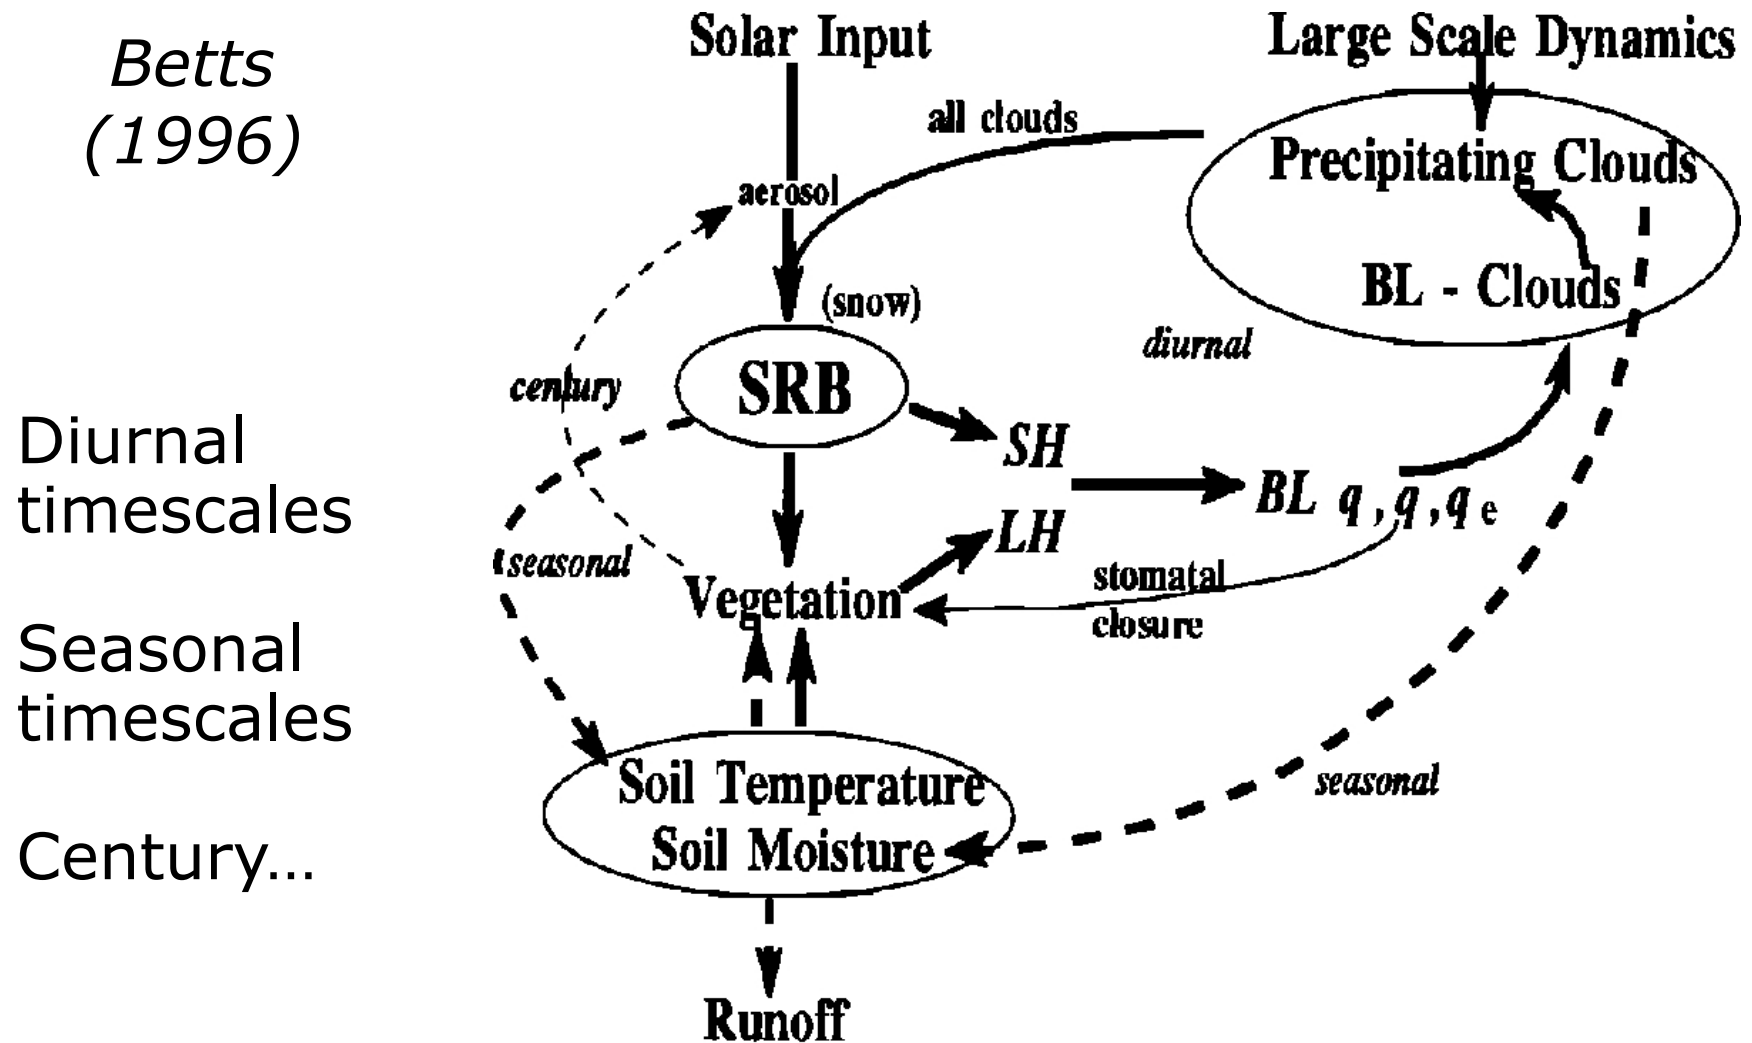 Betts
(1996)
Solar Input
Large Scale Dynamics
all clouds
Precipitating Clouds
aerosol
BL - Clouds
(snow)
diurnal
century
SRB
Diurnal
timescales
SH
BL q , q , q e
LH
seasonal
stomatal
closure
Vegetation
Seasonal
timescales
Soil Temperature
Soil Moisture
seasonal
Century...
Runoff